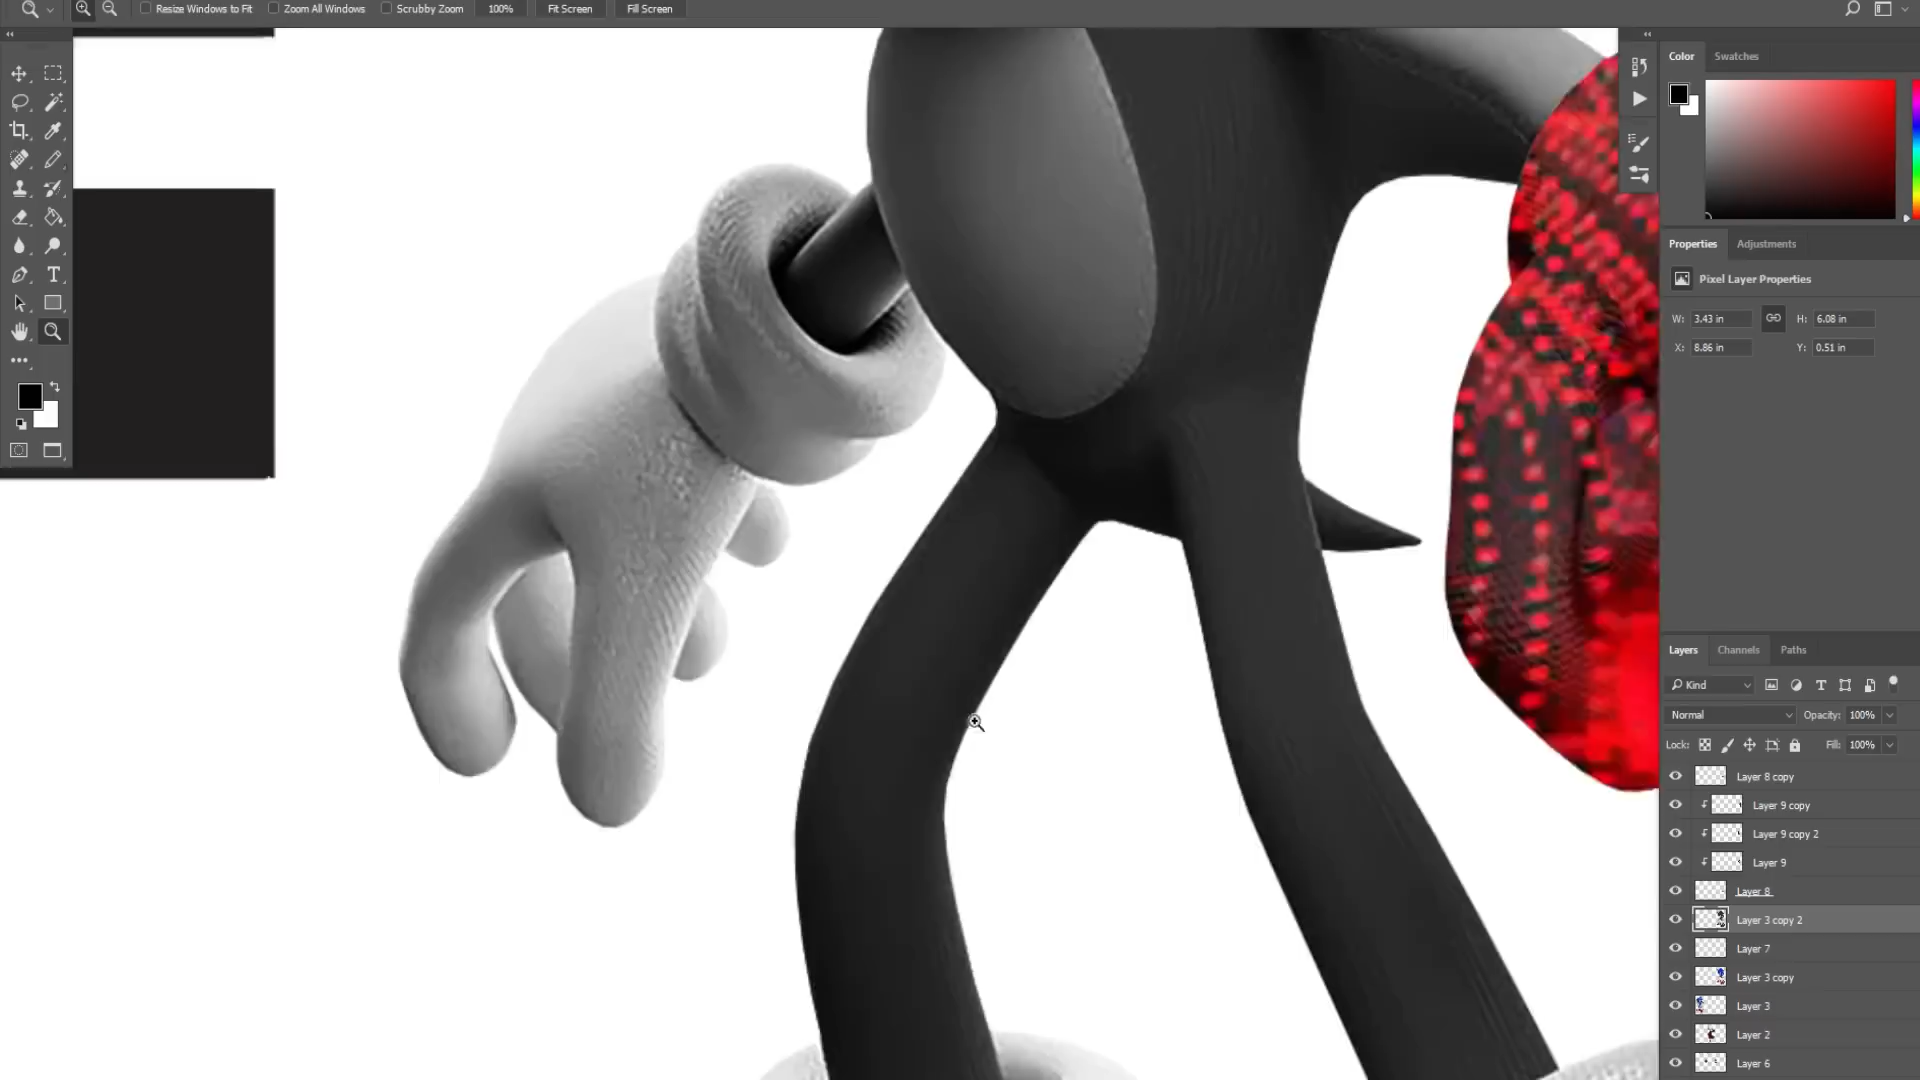 Resize Windows to Fit Zoom All Windows Scrubby Zoom 100% Fit Screen Fill Screen
Color Swatches
Properties Adjustments
Pixel Layer Properties
W: 3.43 in H: 6.08 in
X: 8.86 in Y: 0.51 in
Layers Channels Paths
Kind
Normal Opacity: 100%
Lock: Fill: 100%
Layer 8 copy
Layer 9 copy
Layer 9 copy 2
Layer 9
Layer 8
Layer 3 copy 2
Layer 7
Layer 3 copy
Layer 3
Layer 2
Layer 6